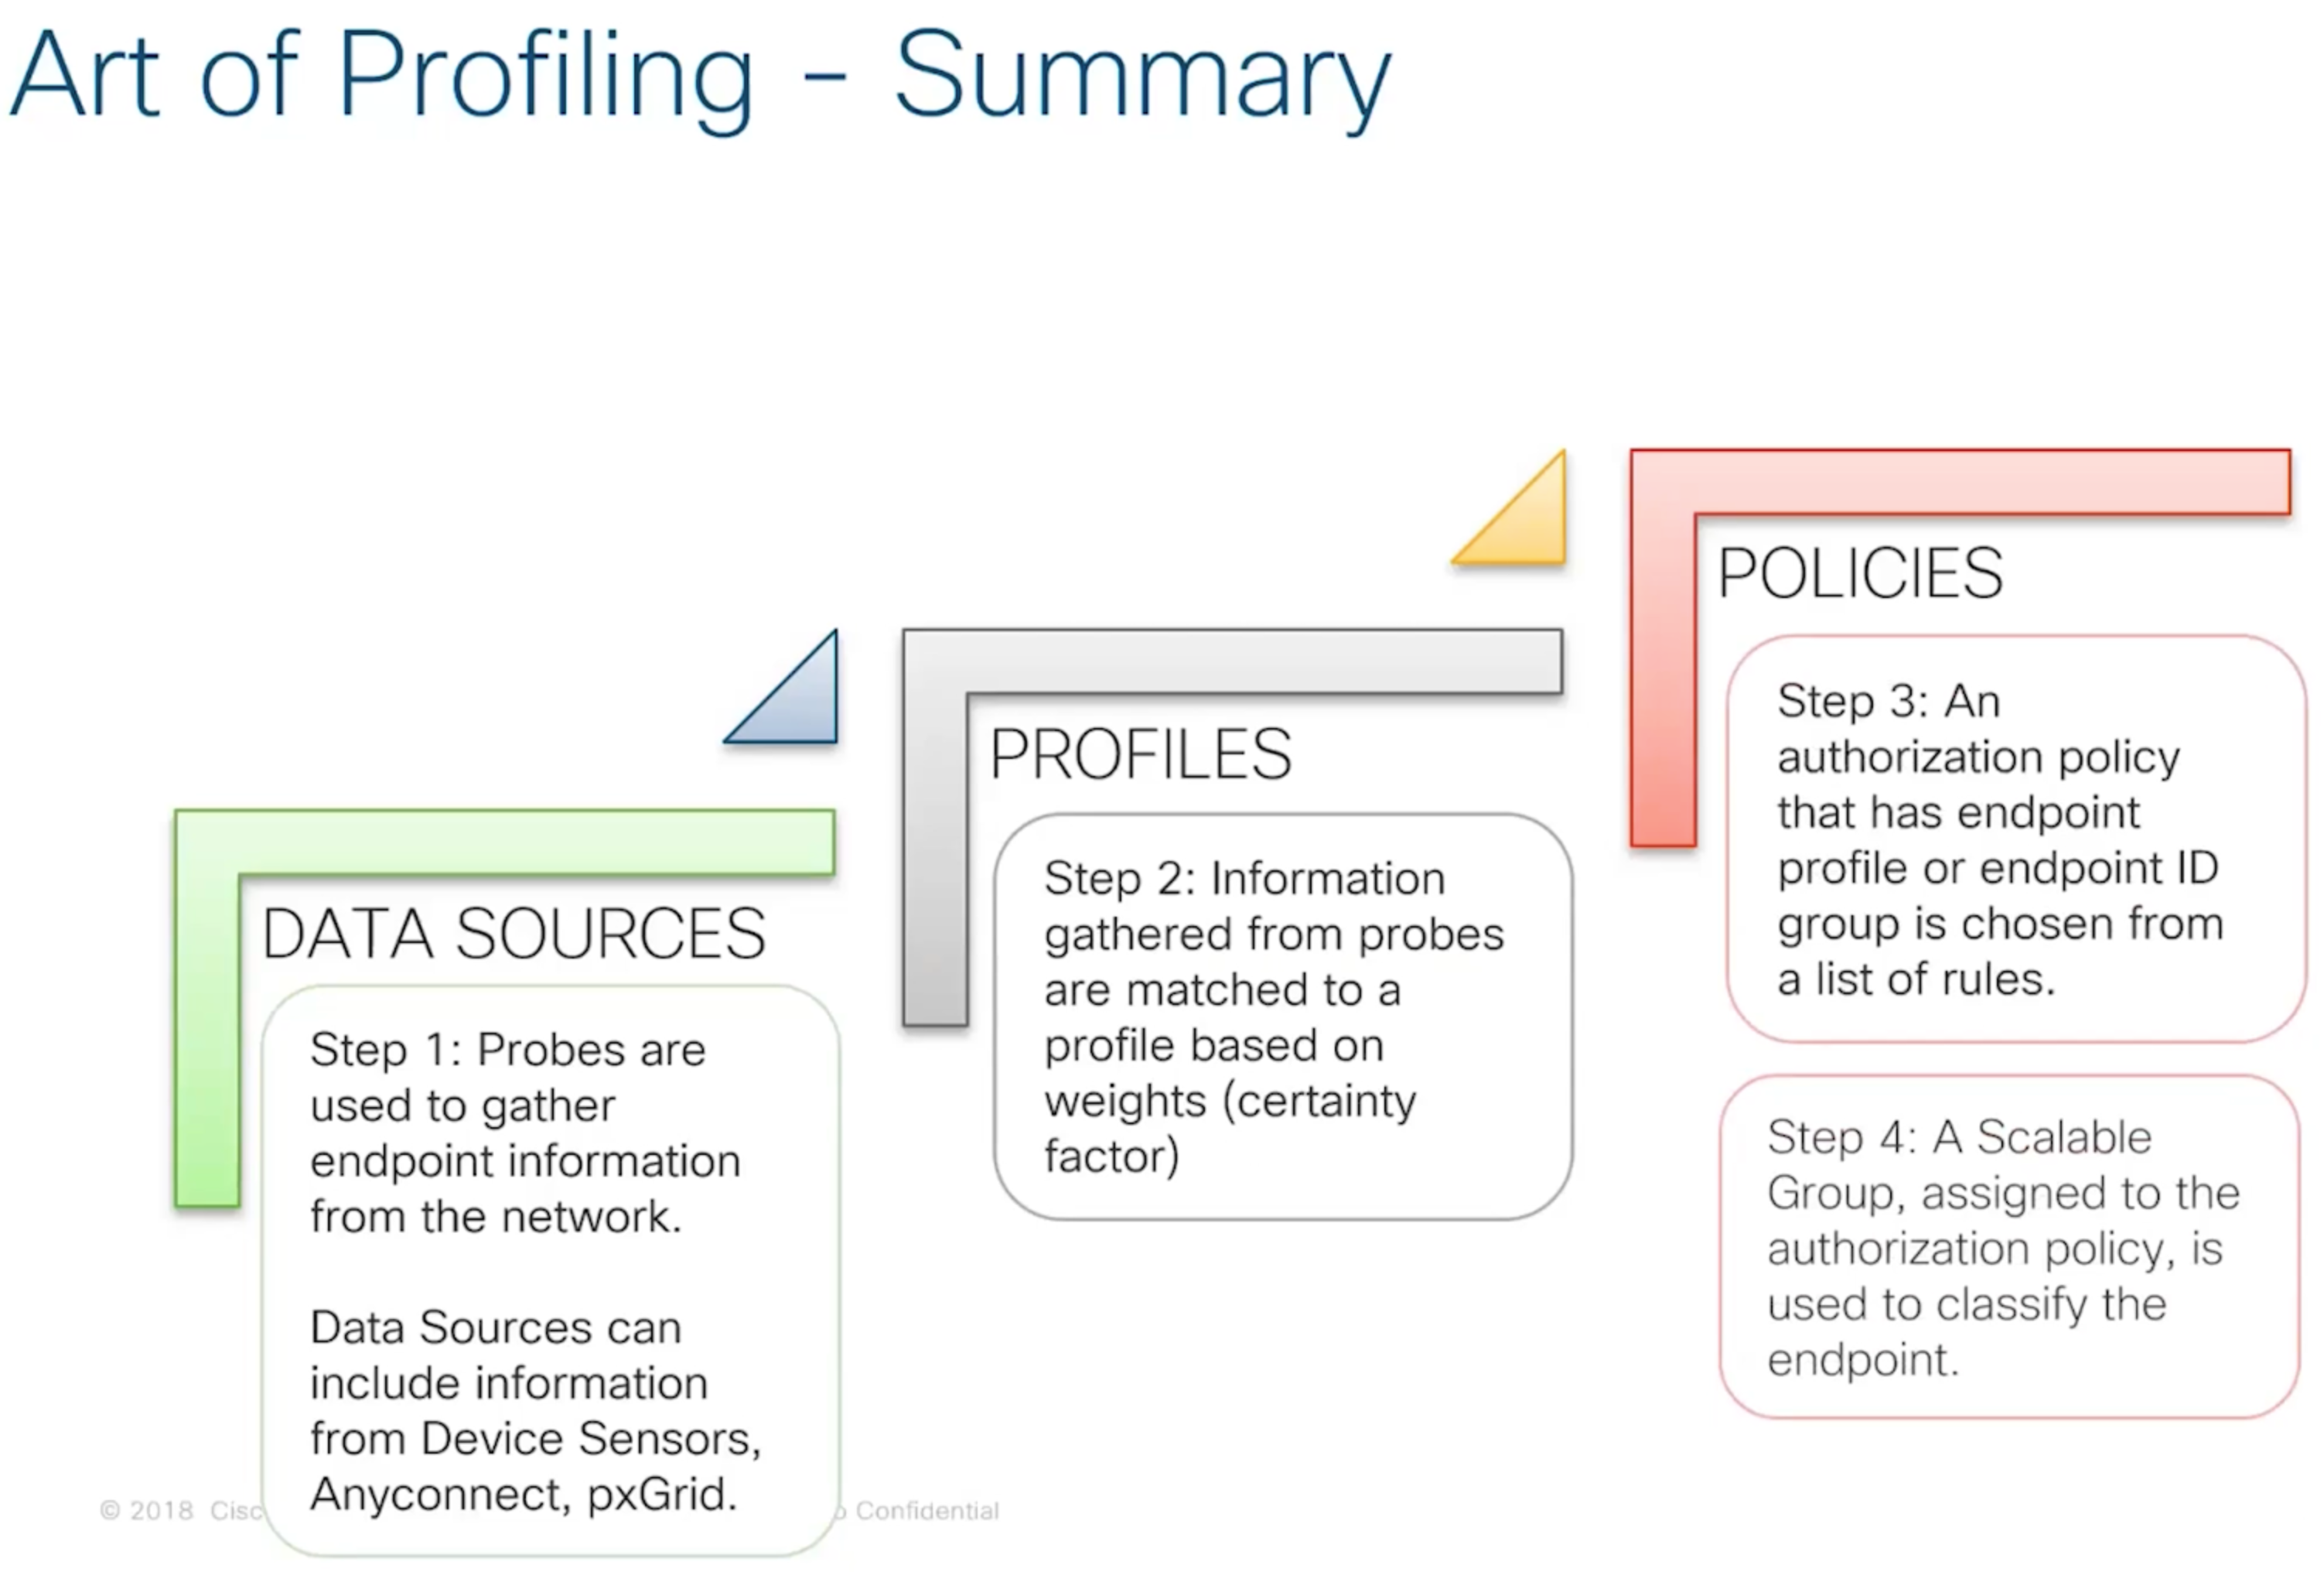 Art of Profiling - Summary
DATA SOURCES
Step 1: Probes are
used to gather
endpoint information
from the network.
Data Sources can
include information
from Device Sensors,
Anyconnect, pxGrid.
PROFILES
Step 2: Information
gathered from probes
are matched to a
profile based on
weights (certainty
factor)
POLICIES
Step 3: An
authorization policy
that has endpoint
profile or endpoint ID
group is chosen from
a list of rules.
Step 4: A Scalable
Group, assigned to the
authorization policy, is
used to classify the
endpoint.
© 2018 Confidential